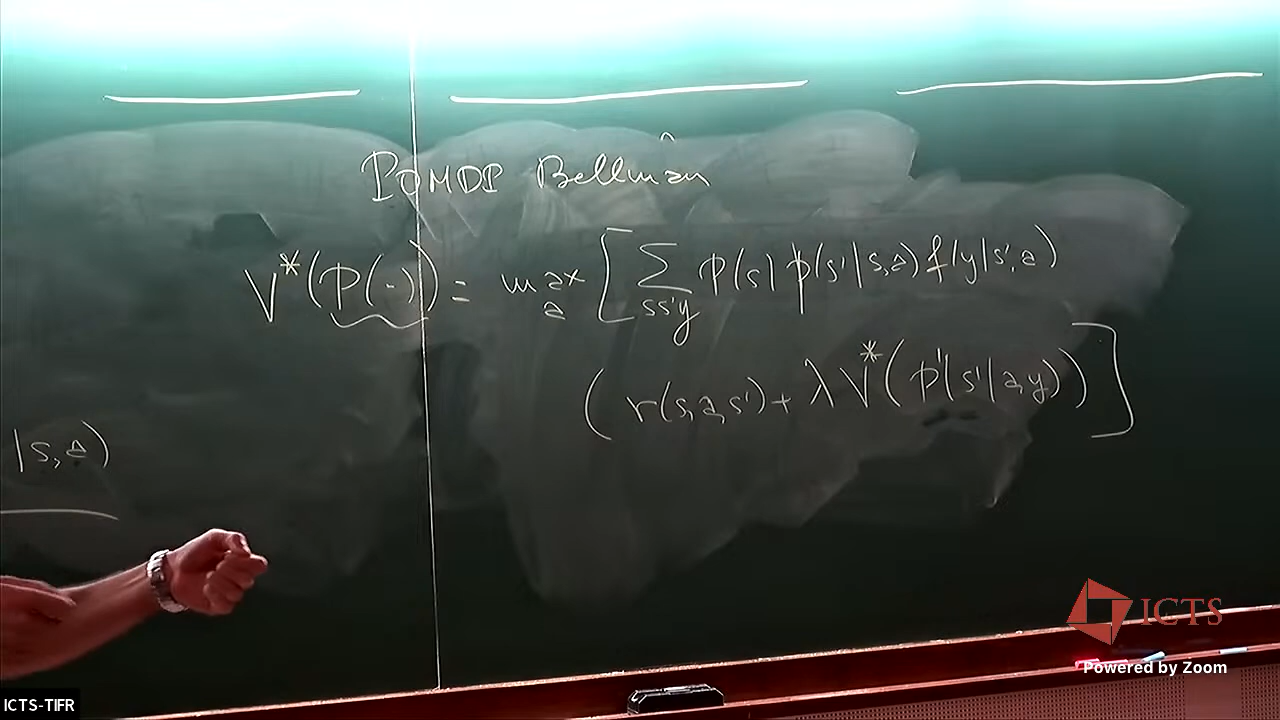 POMDP Bellman
V*(P(·)) = max_a [ Σ_{ss'y} P(s) p(s'|s,a) f(y|s',a)
( r(s,a,s') + λ V*( P'(s'|a,y) ) ) ]
|s,a)
ICTS
Powered by Zoom
ICTS-TIFR